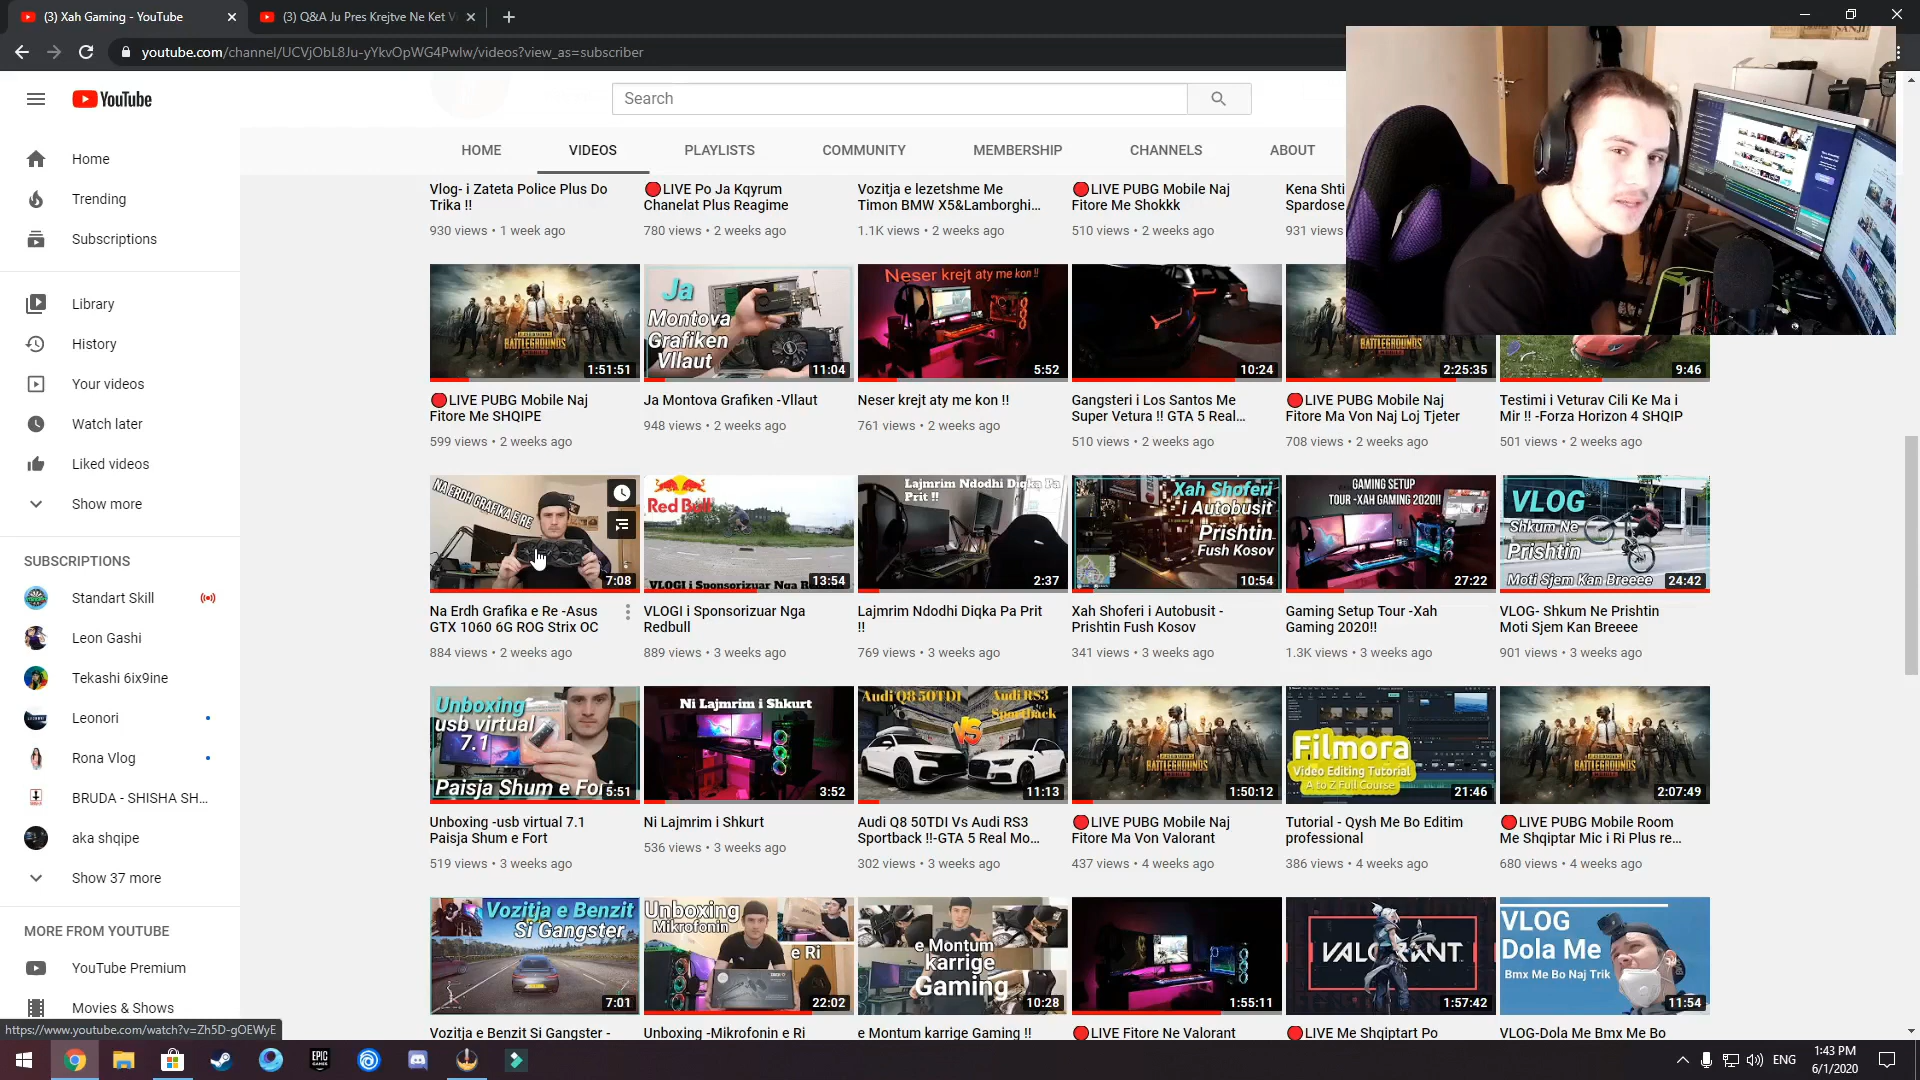 (3) Xah Gaming - YouTube
(3) Q&A Ju Pres Krejtve Ne Ket V
youtube.com/channel/UCVjObL8Ju-yYkvOpWG4PwIw/videos?view_as=subscriber
YouTube
Search
HOME
VIDEOS
PLAYLISTS
COMMUNITY
MEMBERSHIP
CHANNELS
ABOUT
Home
Trending
Subscriptions
Library
History
Your videos
Watch later
Liked videos
Show more
SUBSCRIPTIONS
Standart Skill
Leon Gashi
Tekashi 6ix9ine
Leonori
Rona Vlog
BRUDA - SHISHA SH...
aka shqipe
Show 37 more
MORE FROM YOUTUBE
YouTube Premium
Movies & Shows
https://www.youtube.com/watch?v=Zh5D-gOEWyE
Vlog- i Zateta Police Plus Do
Trika !!
930 views • 1 week ago
LIVE Po Ja Kqyrum
Chanelat Plus Reagime
780 views • 2 weeks ago
Vozitja e lezetshme Me
Timon BMW X5&Lamborghi...
1.1K views • 2 weeks ago
LIVE PUBG Mobile Naj
Fitore Me Shokkk
510 views • 2 weeks ago
Kena Shti
Spardose
931 views
BATTLEGROUNDS
1:51:51
LIVE PUBG Mobile Naj
Fitore Me SHQIPE
599 views • 2 weeks ago
Ja
Montova
Grafiken
Vllaut
11:04
Ja Montova Grafiken -Vllaut
948 views • 2 weeks ago
Neser krejt aty me kon !!
5:52
Neser krejt aty me kon !!
761 views • 2 weeks ago
10:24
Gangsteri i Los Santos Me
Super Vetura !! GTA 5 Real...
510 views • 2 weeks ago
BATTLEGROUNDS
2:25:35
LIVE PUBG Mobile Naj
Fitore Ma Von Naj Loj Tjeter
708 views • 2 weeks ago
9:46
Testimi i Veturav Cili Ke Ma i
Mir !! -Forza Horizon 4 SHQIP
501 views • 2 weeks ago
NA ERDH GRAFIKA E RE
7:08
Na Erdh Grafika e Re -Asus
GTX 1060 6G ROG Strix OC
884 views • 2 weeks ago
Red Bull
VLOGI i Sponsorizuar Nga R
13:54
VLOGI i Sponsorizuar Nga
Redbull
889 views • 3 weeks ago
Lajmrim Ndodhi Diqka Pa
Prit !!
2:37
Lajmrim Ndodhi Diqka Pa Prit
!!
769 views • 3 weeks ago
Xah Shoferi
i Autobusit
Prishtin
Fush Kosov
10:54
Xah Shoferi i Autobusit -
Prishtin Fush Kosov
341 views • 3 weeks ago
GAMING SETUP
TOUR -XAH GAMING 2020!!
27:22
Gaming Setup Tour -Xah
Gaming 2020!!
1.3K views • 3 weeks ago
VLOG
Shkum Ne
Prishtin
Moti Sjem Kan Breeee
24:42
VLOG- Shkum Ne Prishtin
Moti Sjem Kan Breeee
901 views • 3 weeks ago
Unboxing
usb virtual
7.1
Paisja Shum e For
5:51
Unboxing -usb virtual 7.1
Paisja Shum e Fort
519 views • 3 weeks ago
Ni Lajmrim i Shkurt
3:52
Ni Lajmrim i Shkurt
536 views • 3 weeks ago
Audi Q8 50TDI
Audi RS3
Sportback
VS
11:13
Audi Q8 50TDI Vs Audi RS3
Sportback !!-GTA 5 Real Mo...
302 views • 3 weeks ago
BATTLEGROUNDS
1:50:12
LIVE PUBG Mobile Naj
Fitore Ma Von Valorant
437 views • 4 weeks ago
Filmora
Video Editing Tutorial
A to Z Full Course
21:46
Tutorial - Qysh Me Bo Editim
professional
386 views • 4 weeks ago
BATTLEGROUNDS
2:07:49
LIVE PUBG Mobile Room
Me Shqiptar Mic i Ri Plus re...
680 views • 4 weeks ago
Vozitja e Benzit
Si Gangster
7:01
Vozitja e Benzit Si Gangster -
Unboxing
Mikrofonin
e Ri
22:02
Unboxing -Mikrofonin e Ri
e Montum
karrige
Gaming
10:28
e Montum karrige Gaming !!
1:55:11
LIVE Fitore Ne Valorant
VALORANT
1:57:42
LIVE Me Shqiptart Po
VLOG
Dola Me
Bmx Me Bo Naj Trik
11:54
VLOG-Dola Me Bmx Me Bo
EPIC
GAMES
ENG
1:43 PM
6/1/2020